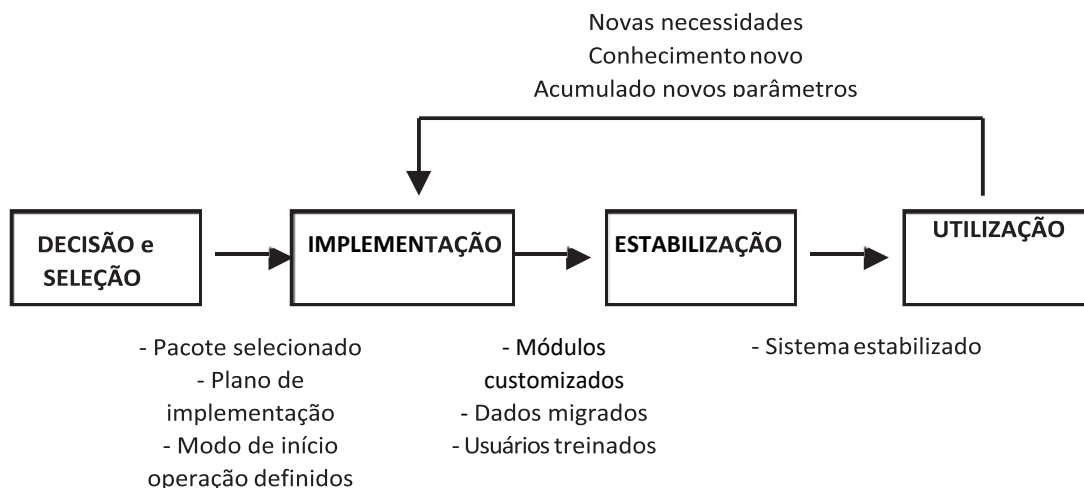 Novas necessidades
Conhecimento novo
Acumulado novos parâmetros
DECISÃO e
SELEÇÃO
IMPLEMENTAÇÃO
ESTABILIZAÇÃO
UTILIZAÇÃO
- Pacote selecionado
- Plano de
implementação
- Modo de início
operação definidos
- Módulos
customizados
- Dados migrados
- Usuários treinados
- Sistema estabilizado